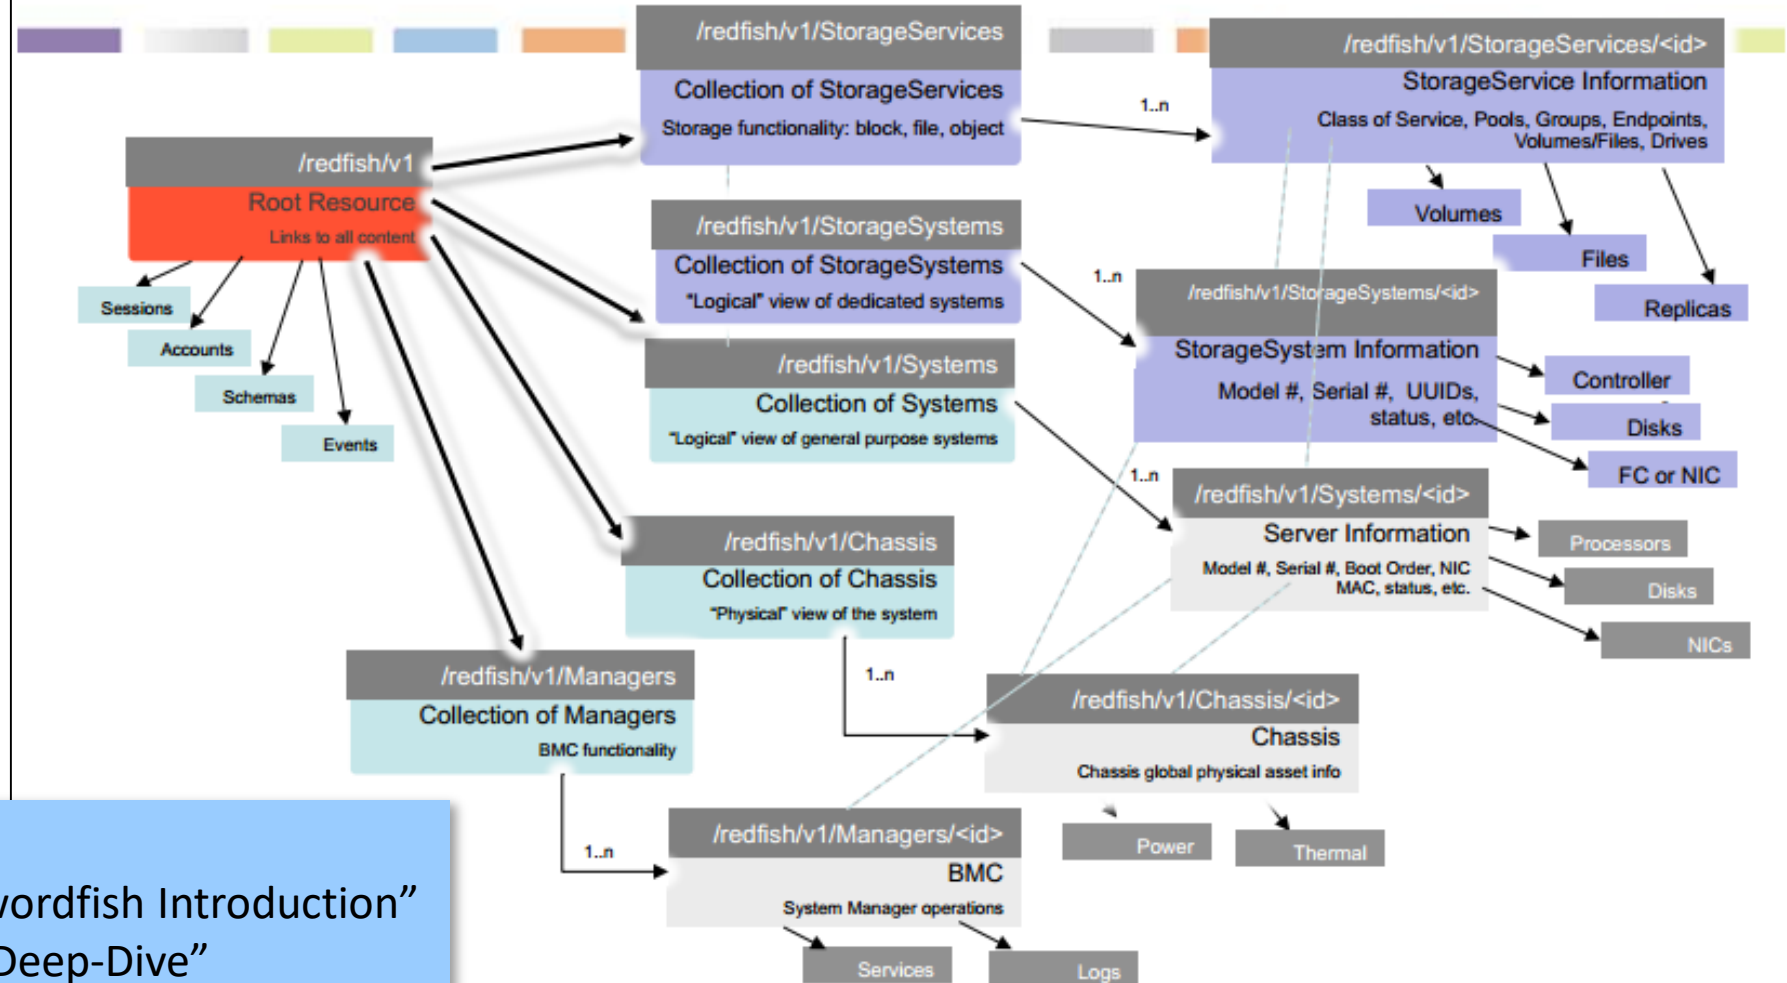 /redfish/v1/StorageServices
Collection of StorageServices
Storage functionality: block, file, object
1..n
/redfish/v1/StorageServices/<id>
StorageService Information
Class of Service, Pools, Groups, Endpoints,
Volumes/Files, Drives
Volumes
Files
Replicas
/redfish/v1
Root Resource
Links to all content
Sessions
Accounts
Schemas
Events
/redfish/v1/StorageSystems
Collection of StorageSystems
"Logical" view of dedicated systems
1..n
/redfish/v1/StorageSystems/<id>
StorageSystem Information
Model #, Serial #, UUIDs,
status, etc.
Controller
Disks
FC or NIC
/redfish/v1/Systems
Collection of Systems
"Logical" view of general purpose systems
1..n
/redfish/v1/Systems/<id>
Server Information
Model #, Serial #, Boot Order, NIC
MAC, status, etc.
Processors
Disks
NICs
/redfish/v1/Chassis
Collection of Chassis
"Physical" view of the system
1..n
/redfish/v1/Chassis/<id>
Chassis
Chassis global physical asset info
Power
Thermal
/redfish/v1/Managers
Collection of Managers
BMC functionality
1..n
/redfish/v1/Managers/<id>
BMC
System Manager operations
Services
Logs
wordfish Introduction”
Deep-Dive”